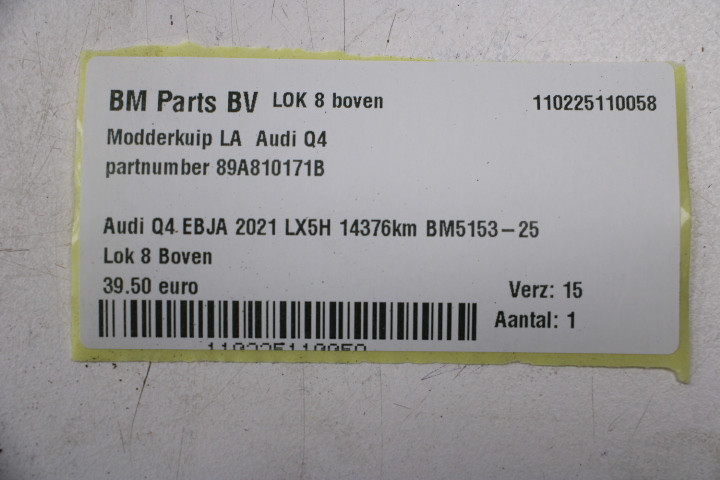 BM Parts BV LOK 8 boven 110225110058
Modderkuip LA Audi Q4
partnumber 89A810171B
Audi Q4 EBJA 2021 LX5H 14376km BM5153-25
Lok 8 Boven
39.50 euro Verz: 15
Aantal: 1
110225110058